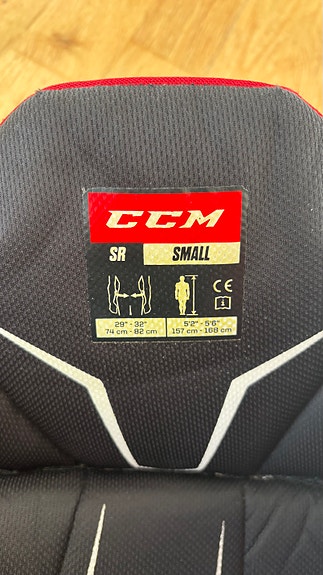 CCM
SR SMALL
CE
29" - 32" 5'2" - 5'6"
74 cm - 82 cm 157 cm - 168 cm